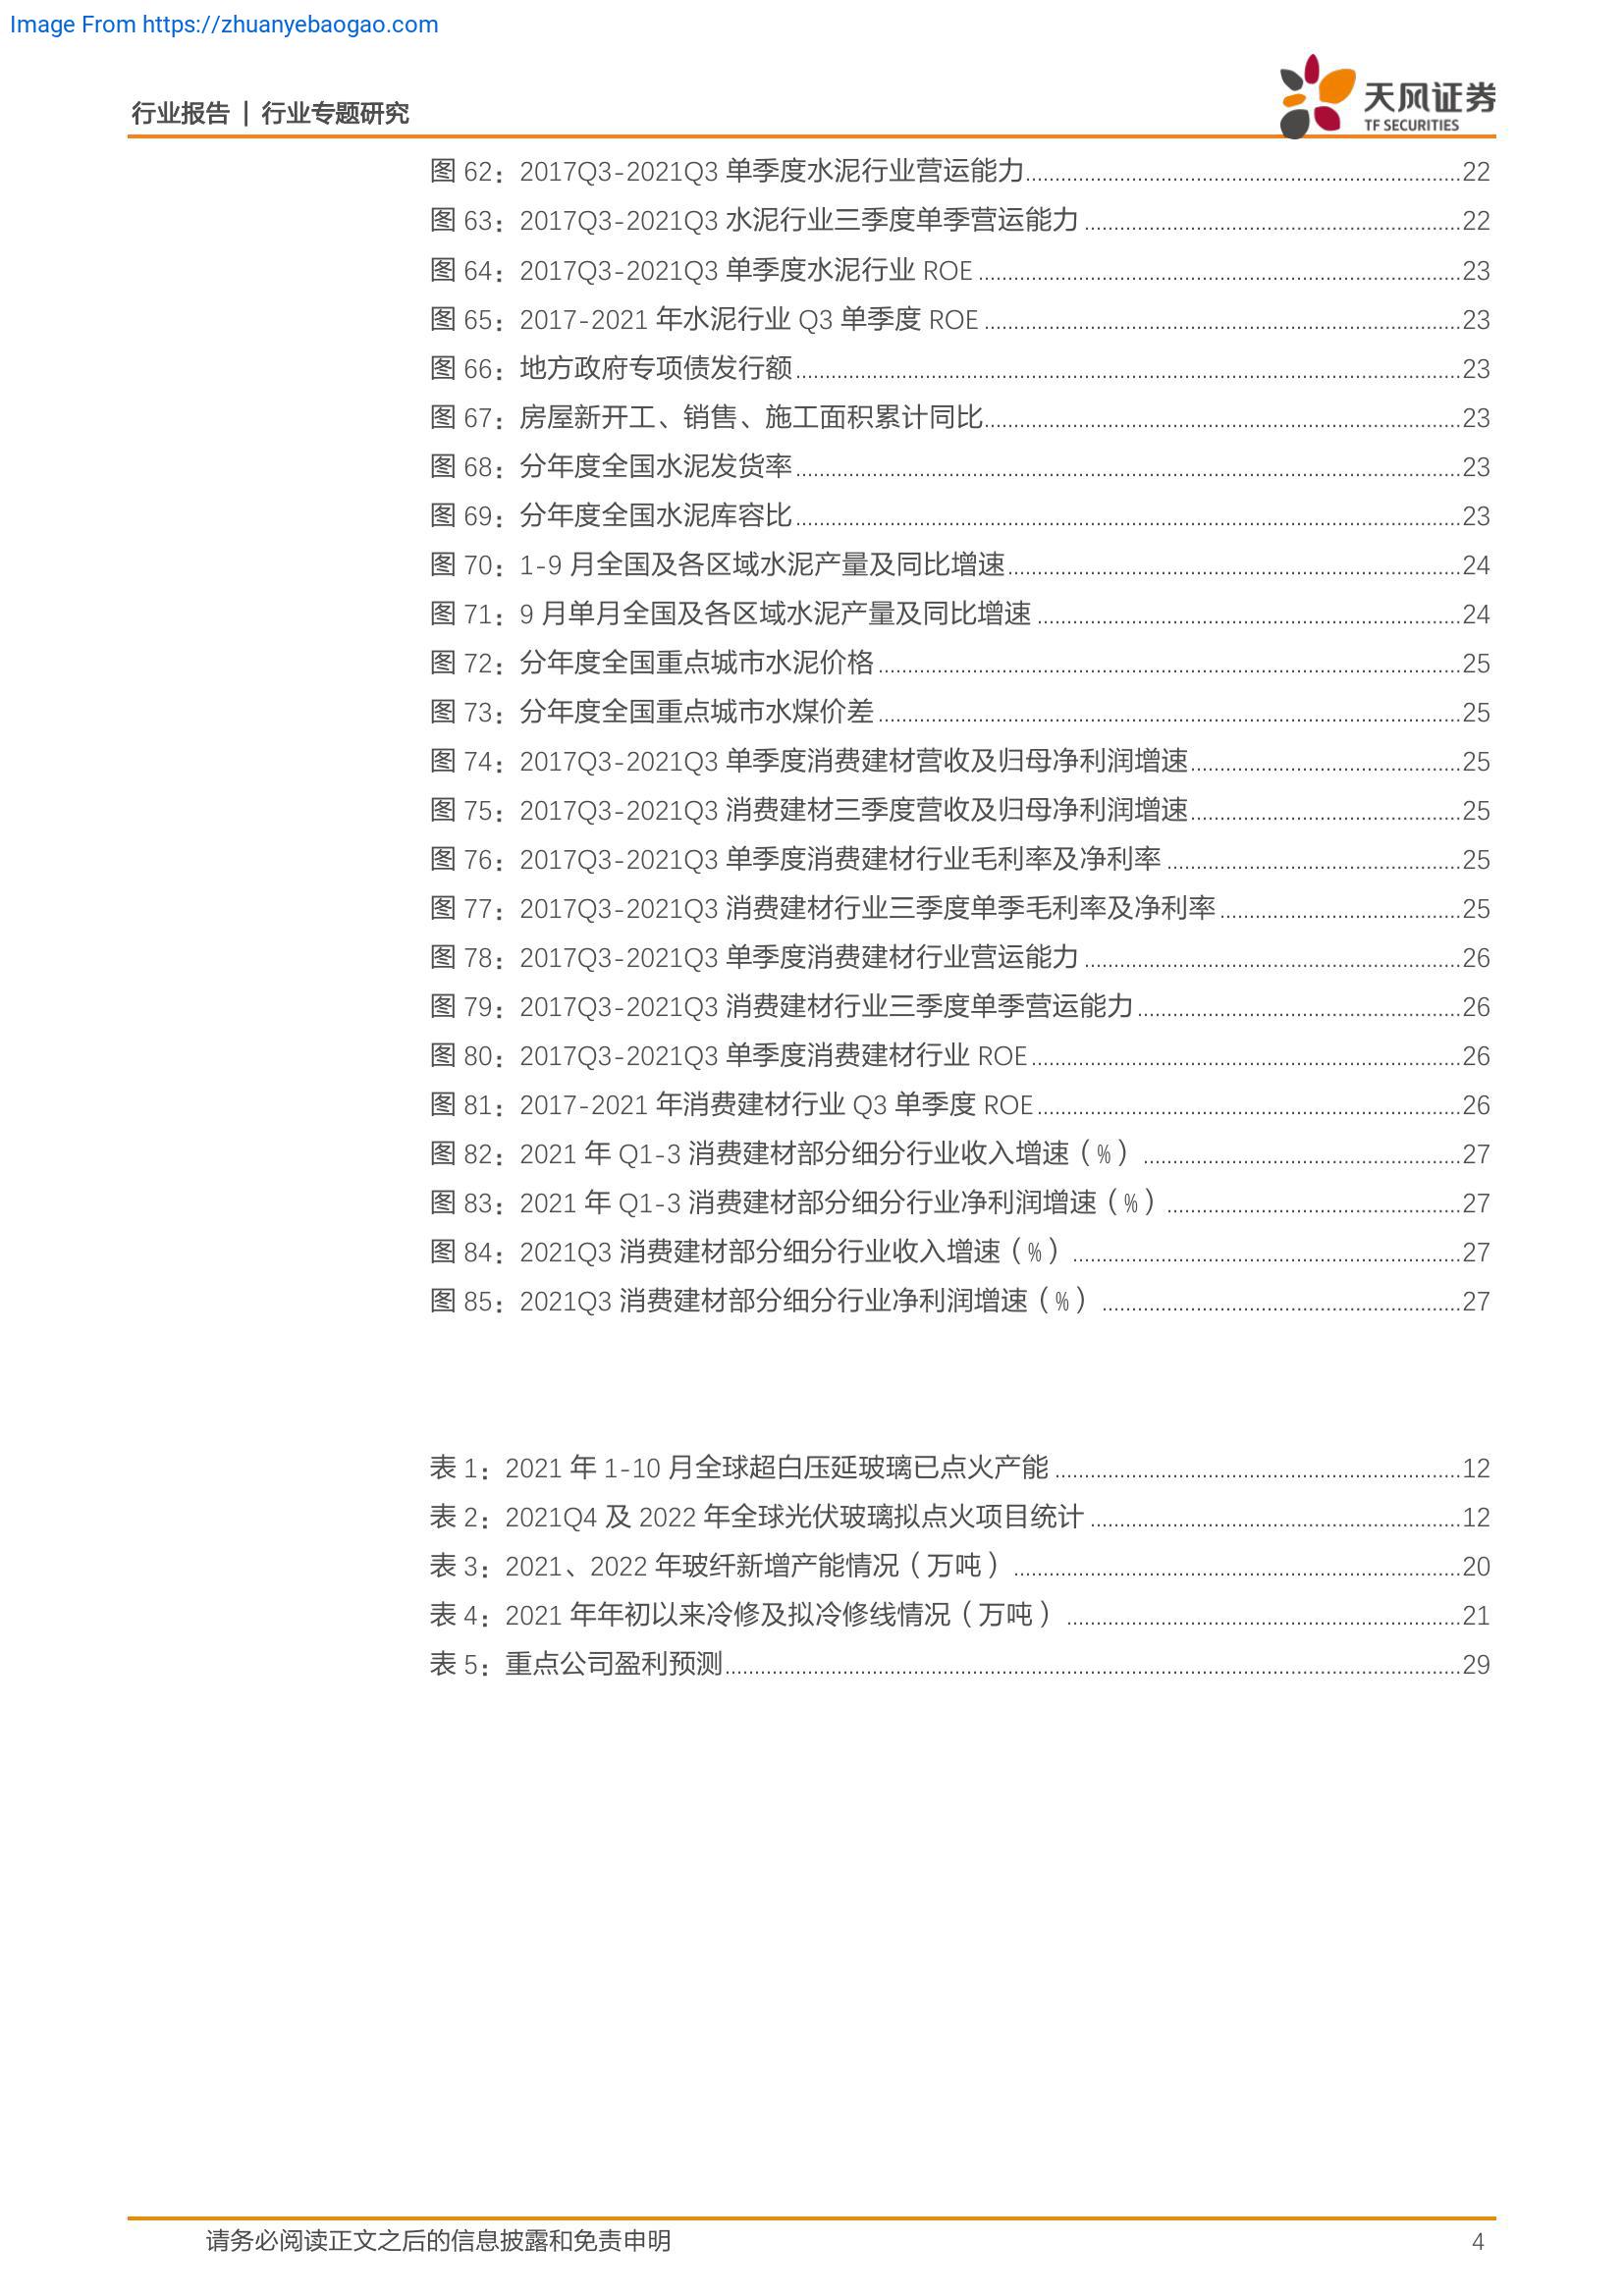 Image From https://zhuanyebaogao.com
行业报告 | 行业专题研究
天风证券
TF SECURITIES
图 62：2017Q3-2021Q3 单季度水泥行业营运能力 22
图 63：2017Q3-2021Q3 水泥行业三季度单季营运能力 22
图 64：2017Q3-2021Q3 单季度水泥行业 ROE 23
图 65：2017-2021 年水泥行业 Q3 单季度 ROE 23
图 66：地方政府专项债发行额 23
图 67：房屋新开工、销售、施工面积累计同比 23
图 68：分年度全国水泥发货率 23
图 69：分年度全国水泥库容比 23
图 70：1-9 月全国及各区域水泥产量及同比增速 24
图 71：9 月单月全国及各区域水泥产量及同比增速 24
图 72：分年度全国重点城市水泥价格 25
图 73：分年度全国重点城市水煤价差 25
图 74：2017Q3-2021Q3 单季度消费建材营收及归母净利润增速 25
图 75：2017Q3-2021Q3 消费建材三季度营收及归母净利润增速 25
图 76：2017Q3-2021Q3 单季度消费建材行业毛利率及净利率 25
图 77：2017Q3-2021Q3 消费建材行业三季度单季毛利率及净利率 25
图 78：2017Q3-2021Q3 单季度消费建材行业营运能力 26
图 79：2017Q3-2021Q3 消费建材行业三季度单季营运能力 26
图 80：2017Q3-2021Q3 单季度消费建材行业 ROE 26
图 81：2017-2021 年消费建材行业 Q3 单季度 ROE 26
图 82：2021 年 Q1-3 消费建材部分细分行业收入增速（%） 27
图 83：2021 年 Q1-3 消费建材部分细分行业净利润增速（%） 27
图 84：2021Q3 消费建材部分细分行业收入增速（%） 27
图 85：2021Q3 消费建材部分细分行业净利润增速（%） 27
表 1：2021 年 1-10 月全球超白压延玻璃已点火产能 12
表 2：2021Q4 及 2022 年全球光伏玻璃拟点火项目统计 12
表 3：2021、2022 年玻纤新增产能情况（万吨） 20
表 4：2021 年年初以来冷修及拟冷修线情况（万吨） 21
表 5：重点公司盈利预测 29
请务必阅读正文之后的信息披露和免责申明 4